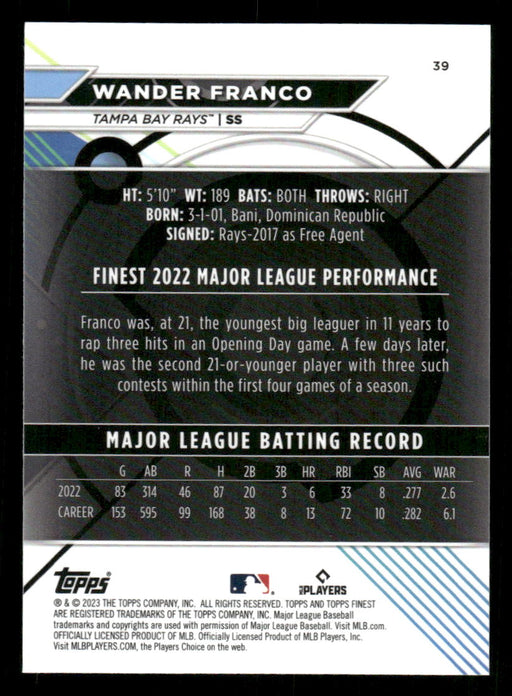 39
WANDER FRANCO
TAMPA BAY RAYS™ | SS
HT: 5'10" WT: 189 BATS: BOTH THROWS: RIGHT
BORN: 3-1-01, Bani, Dominican Republic
SIGNED: Rays-2017 as Free Agent
FINEST 2022 MAJOR LEAGUE PERFORMANCE
Franco was, at 21, the youngest big leaguer in 11 years to
rap three hits in an Opening Day game. A few days later,
he was the second 21-or-younger player with three such
contests within the first four games of a season.
MAJOR LEAGUE BATTING RECORD
G AB R H 2B 3B HR RBI SB AVG WAR
2022 83 314 46 87 20 3 6 33 8 .277 2.6
CAREER 153 595 99 168 38 8 13 72 10 .282 6.1
Topps
MLB PLAYERS
® & © 2023 THE TOPPS COMPANY, INC. ALL RIGHTS RESERVED. TOPPS AND TOPPS FINEST
ARE REGISTERED TRADEMARKS OF THE TOPPS COMPANY, INC. Major League Baseball
trademarks and copyrights are used with permission of Major League Baseball. Visit MLB.com.
OFFICIALLY LICENSED PRODUCT OF MLB. Officially Licensed Product of MLB Players, Inc.
Visit MLBPLAYERS.COM, the Players Choice on the web.